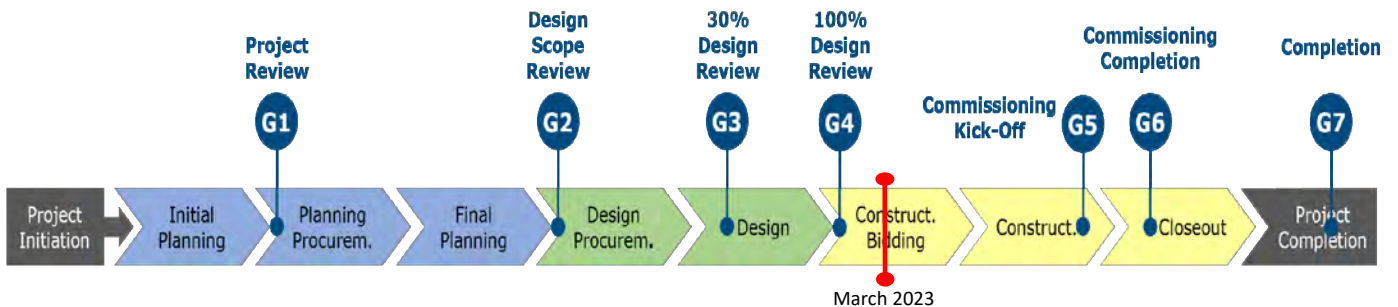 Project
Review
Design
Scope
Review
30%
Design
Review
100%
Design
Review
Commissioning
Kick-Off
Commissioning
Completion
Completion
G1
G2
G3
G4
G5
G6
G7
Project
Initiation
Initial
Planning
Planning
Procurem.
Final
Planning
Design
Procurem.
Design
Construct.
Bidding
Construct.
Closeout
Project
Completion
March 2023